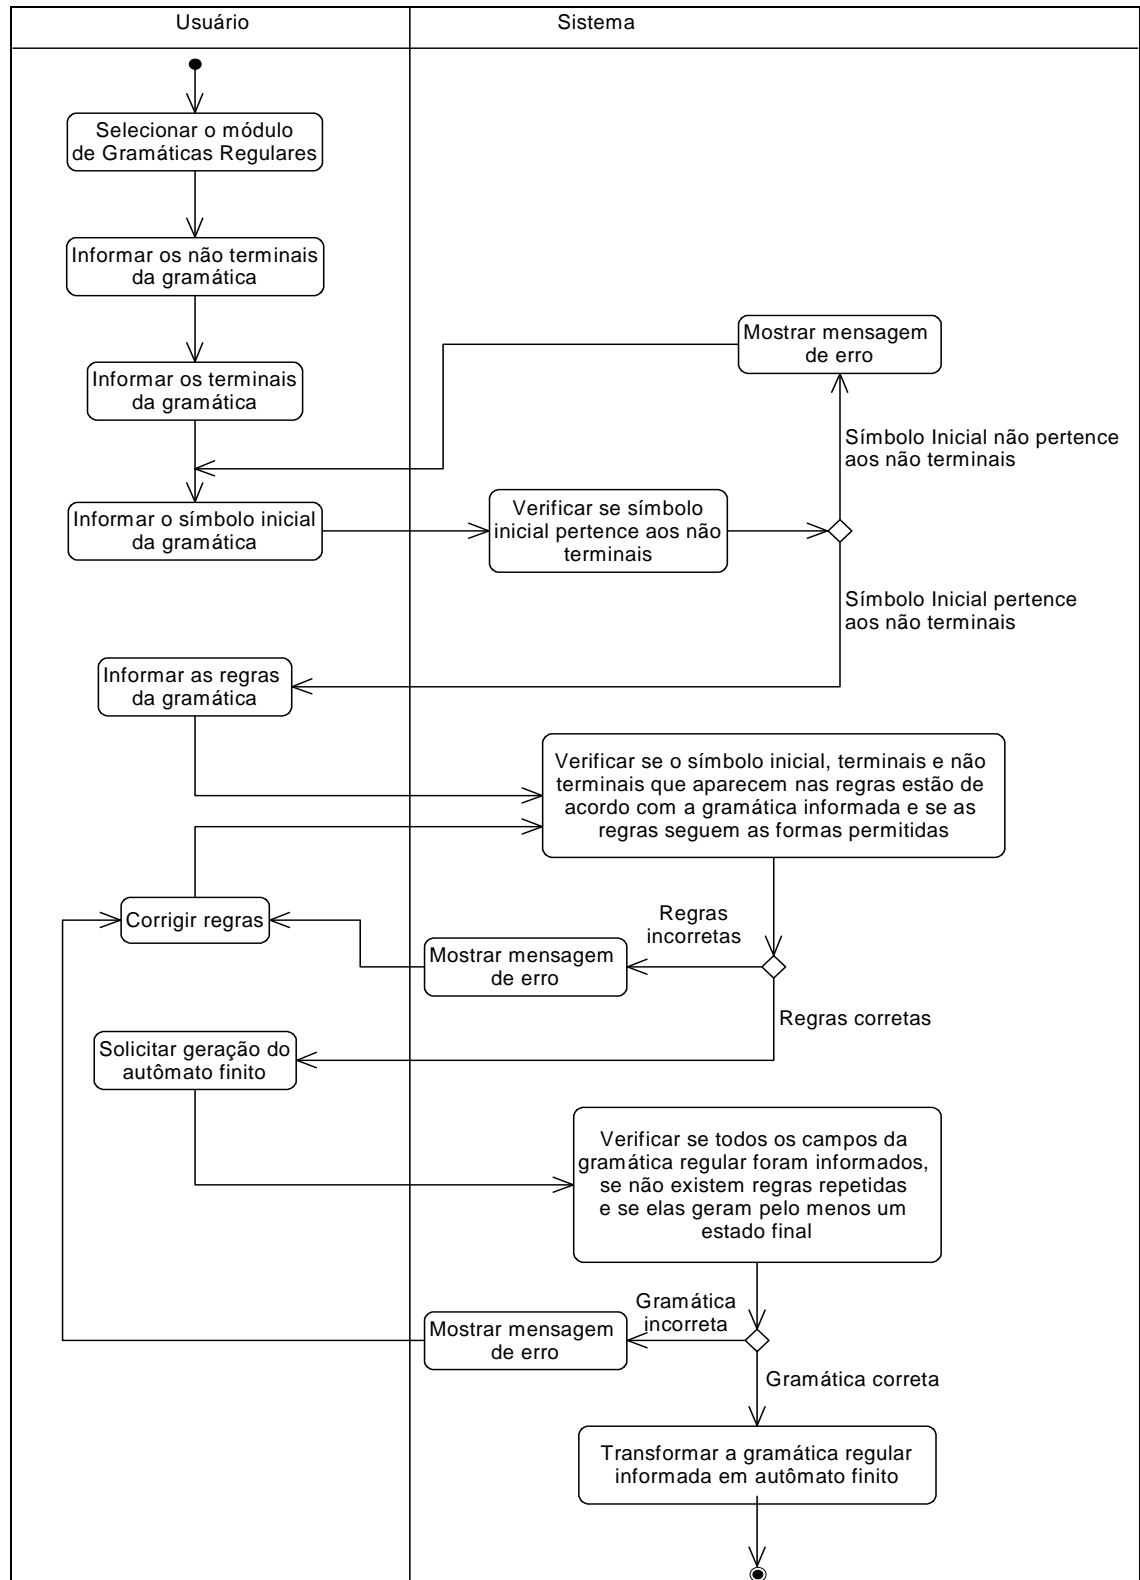 Usuário
Sistema
Selecionar o módulo
de Gramáticas Regulares
Informar os não terminais
da gramática
Mostrar mensagem
de erro
Informar os terminais
da gramática
Símbolo Inicial não pertence
aos não terminais
Informar o símbolo inicial
da gramática
Verificar se símbolo
inicial pertence aos não
terminais
Símbolo Inicial pertence
aos não terminais
Informar as regras
da gramática
Verificar se o símbolo inicial, terminais e não
terminais que aparecem nas regras estão de
acordo com a gramática informada e se as
regras seguem as formas permitidas
Corrigir regras
Regras
incorretas
Mostrar mensagem
de erro
Regras corretas
Solicitar geração do
autômato finito
Verificar se todos os campos da
gramática regular foram informados,
se não existem regras repetidas
e se elas geram pelo menos um
estado final
Gramática
incorreta
Mostrar mensagem
de erro
Gramática correta
Transformar a gramática regular
informada em autômato finito